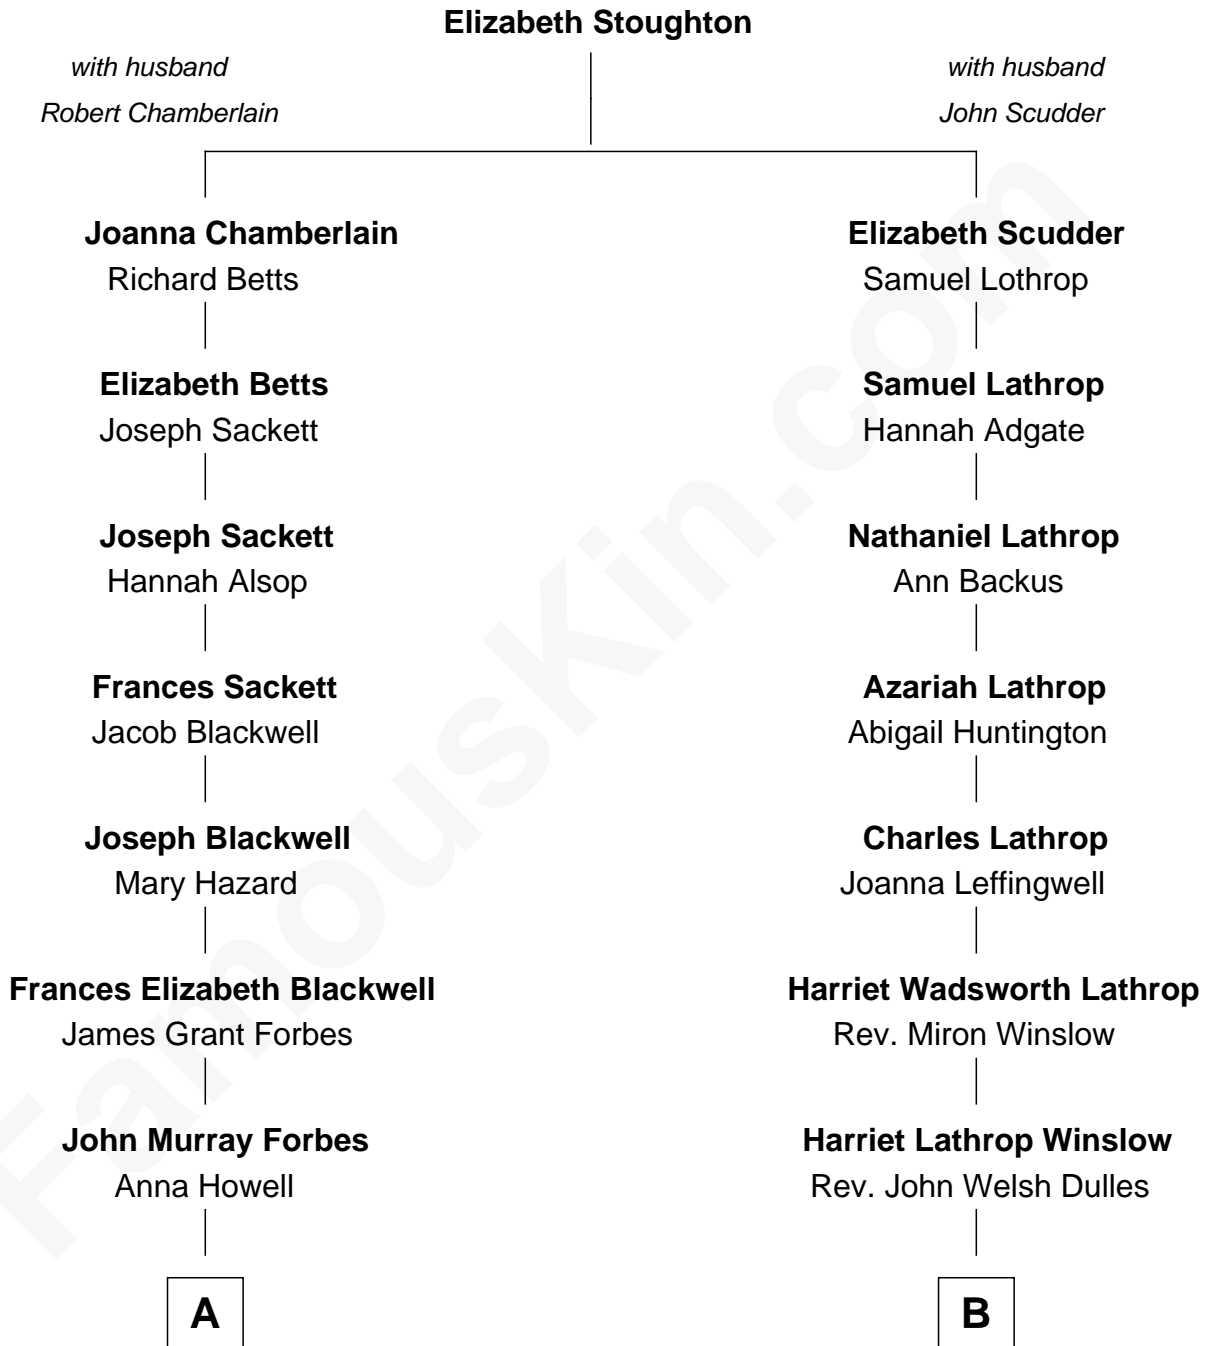 Elizabeth Stoughton
with husband
Robert Chamberlain
with husband
John Scudder
Joanna Chamberlain
Richard Betts
Elizabeth Scudder
Samuel Lothrop
Elizabeth Betts
Joseph Sackett
Samuel Lathrop
Hannah Adgate
Joseph Sackett
Hannah Alsop
Nathaniel Lathrop
Ann Backus
Frances Sackett
Jacob Blackwell
Azariah Lathrop
Abigail Huntington
Joseph Blackwell
Mary Hazard
Charles Lathrop
Joanna Leffingwell
Frances Elizabeth Blackwell
James Grant Forbes
Harriet Wadsworth Lathrop
Rev. Miron Winslow
John Murray Forbes
Anna Howell
Harriet Lathrop Winslow
Rev. John Welsh Dulles
A
B
FamousKin.com